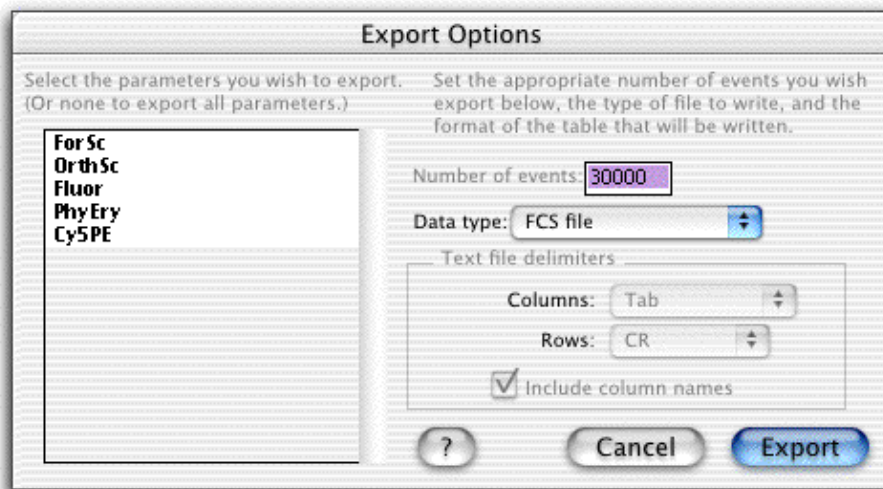 Export Options
Select the parameters you wish to export.
(Or none to export all parameters.)
ForSc
OrthSc
Fluor
PhyEry
Cy5PE
Set the appropriate number of events you wish
export below, the type of file to write, and the
format of the table that will be written.
Number of events: 30000
Data type: FCS file
Text file delimiters
Columns: Tab
Rows: CR
Include column names
? Cancel Export